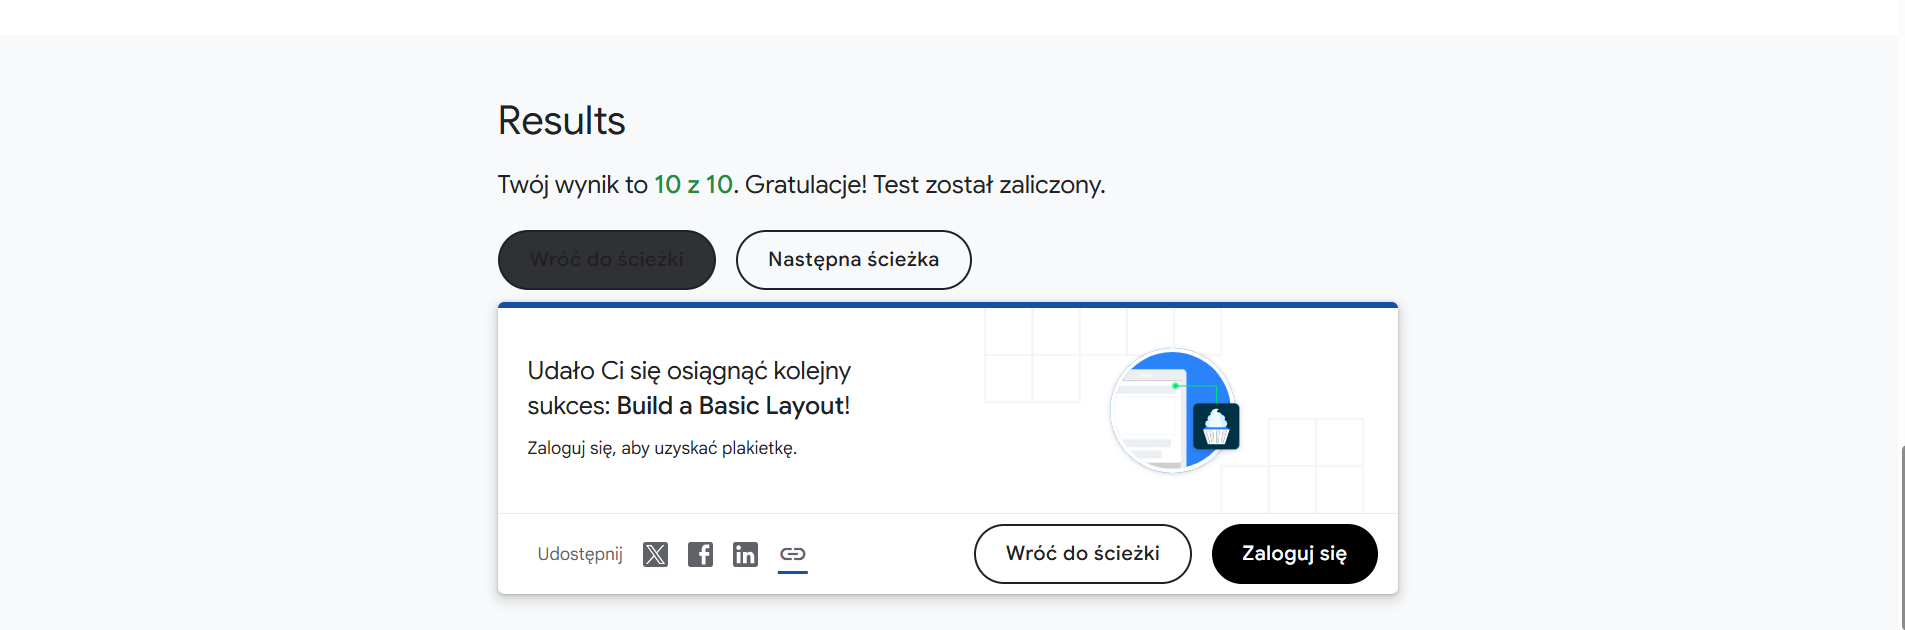 Results
Twój wynik to 10 z 10. Gratulacje! Test został zaliczony.
Wróć do ścieżki
Następna ścieżka
Udało Ci się osiągnąć kolejny
sukces: Build a Basic Layout!
Zaloguj się, aby uzyskać plakietkę.
Udostępnij
Wróć do ścieżki
Zaloguj się